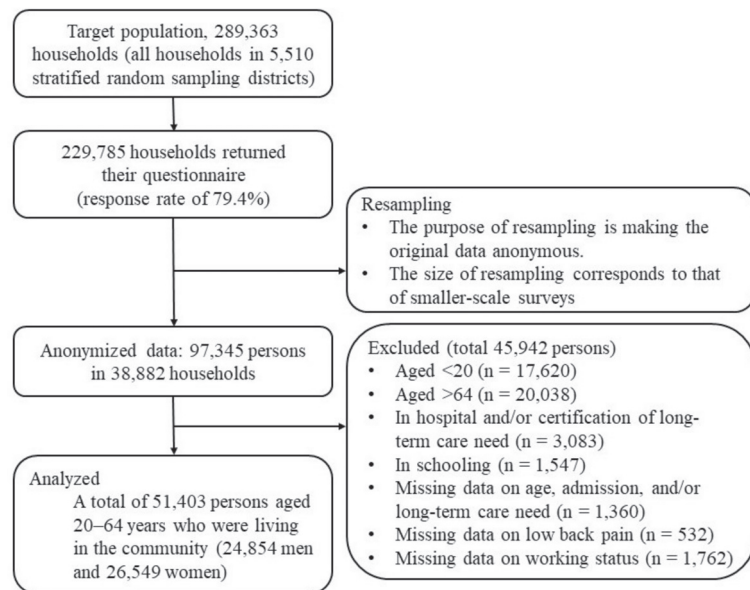 Target population, 289,363
households (all households in 5,510
stratified random sampling districts)
229,785 households returned
their questionnaire
(response rate of 79.4%)
Resampling
• The purpose of resampling is making the
original data anonymous.
• The size of resampling corresponds to that
of smaller-scale surveys
Anonymized data: 97,345 persons
in 38,882 households
Excluded (total 45,942 persons)
• Aged <20 (n = 17,620)
• Aged >64 (n = 20,038)
• In hospital and/or certification of long-
term care need (n = 3,083)
• In schooling (n = 1,547)
• Missing data on age, admission, and/or
long-term care need (n = 1,360)
• Missing data on low back pain (n = 532)
• Missing data on working status (n = 1,762)
Analyzed
A total of 51,403 persons aged
20–64 years who were living
in the community (24,854 men
and 26,549 women)